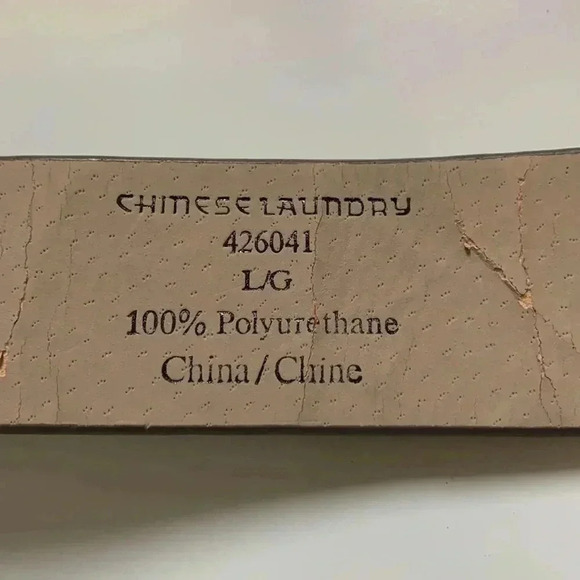 CHINESE LAUNDRY
426041
L/G
100% Polyurethane
China/Chine